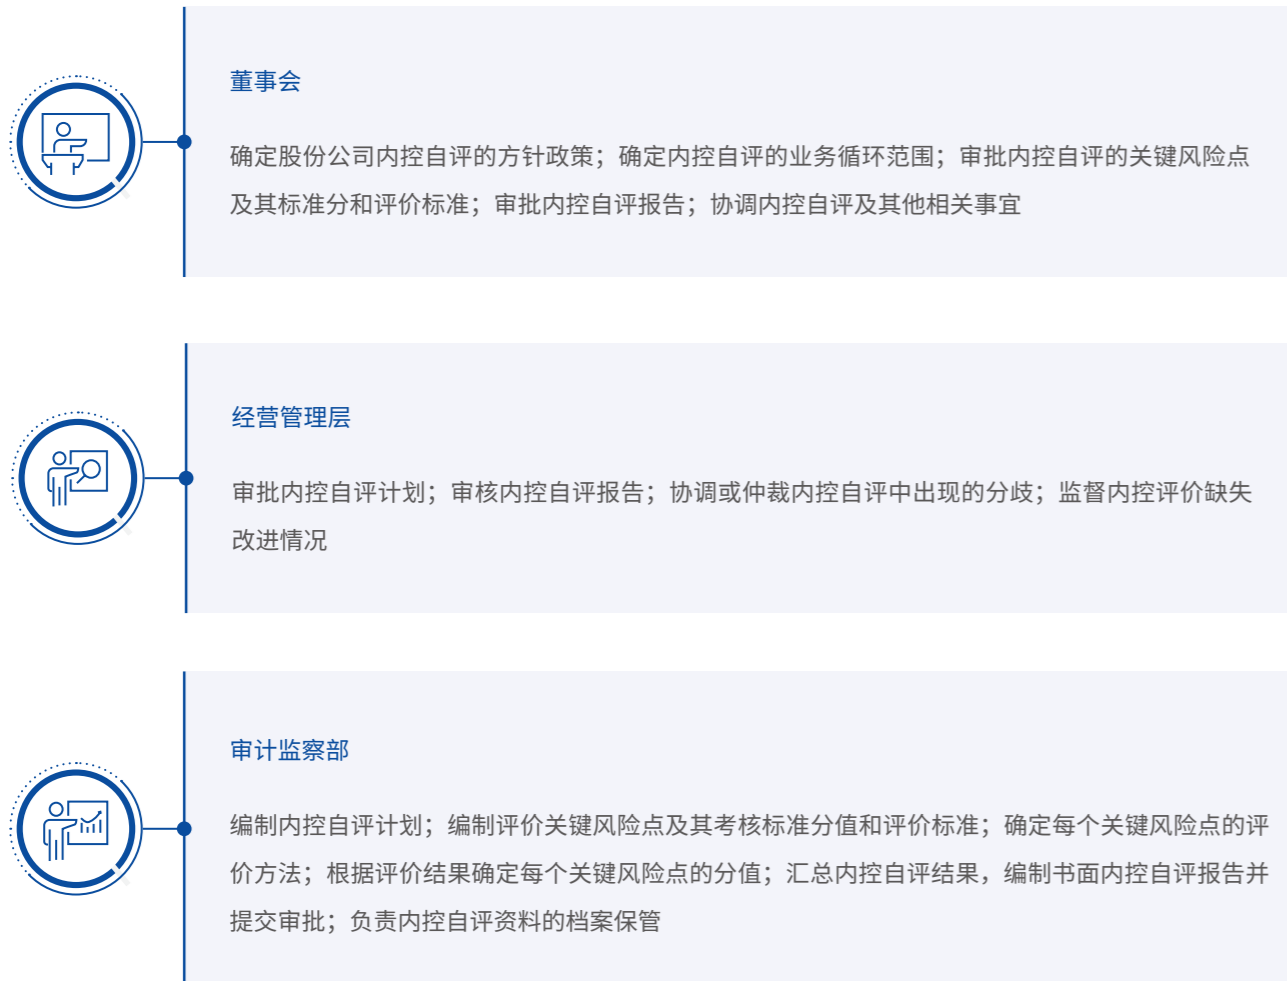 董事会
确定股份公司内控自评的方针政策；确定内控自评的业务循环范围；审批内控自评的关键风险点
及其标准分和评价标准；审批内控自评报告；协调内控自评及其他相关事宜
经营管理层
审批内控自评计划；审核内控自评报告；协调或仲裁内控自评中出现的分歧；监督内控评价缺失
改进情况
审计监察部
编制内控自评计划；编制评价关键风险点及其考核标准分值和评价标准；确定每个关键风险点的评
价方法；根据评价结果确定每个关键风险点的分值；汇总内控自评结果，编制书面内控自评报告并
提交审批；负责内控自评资料的档案保管